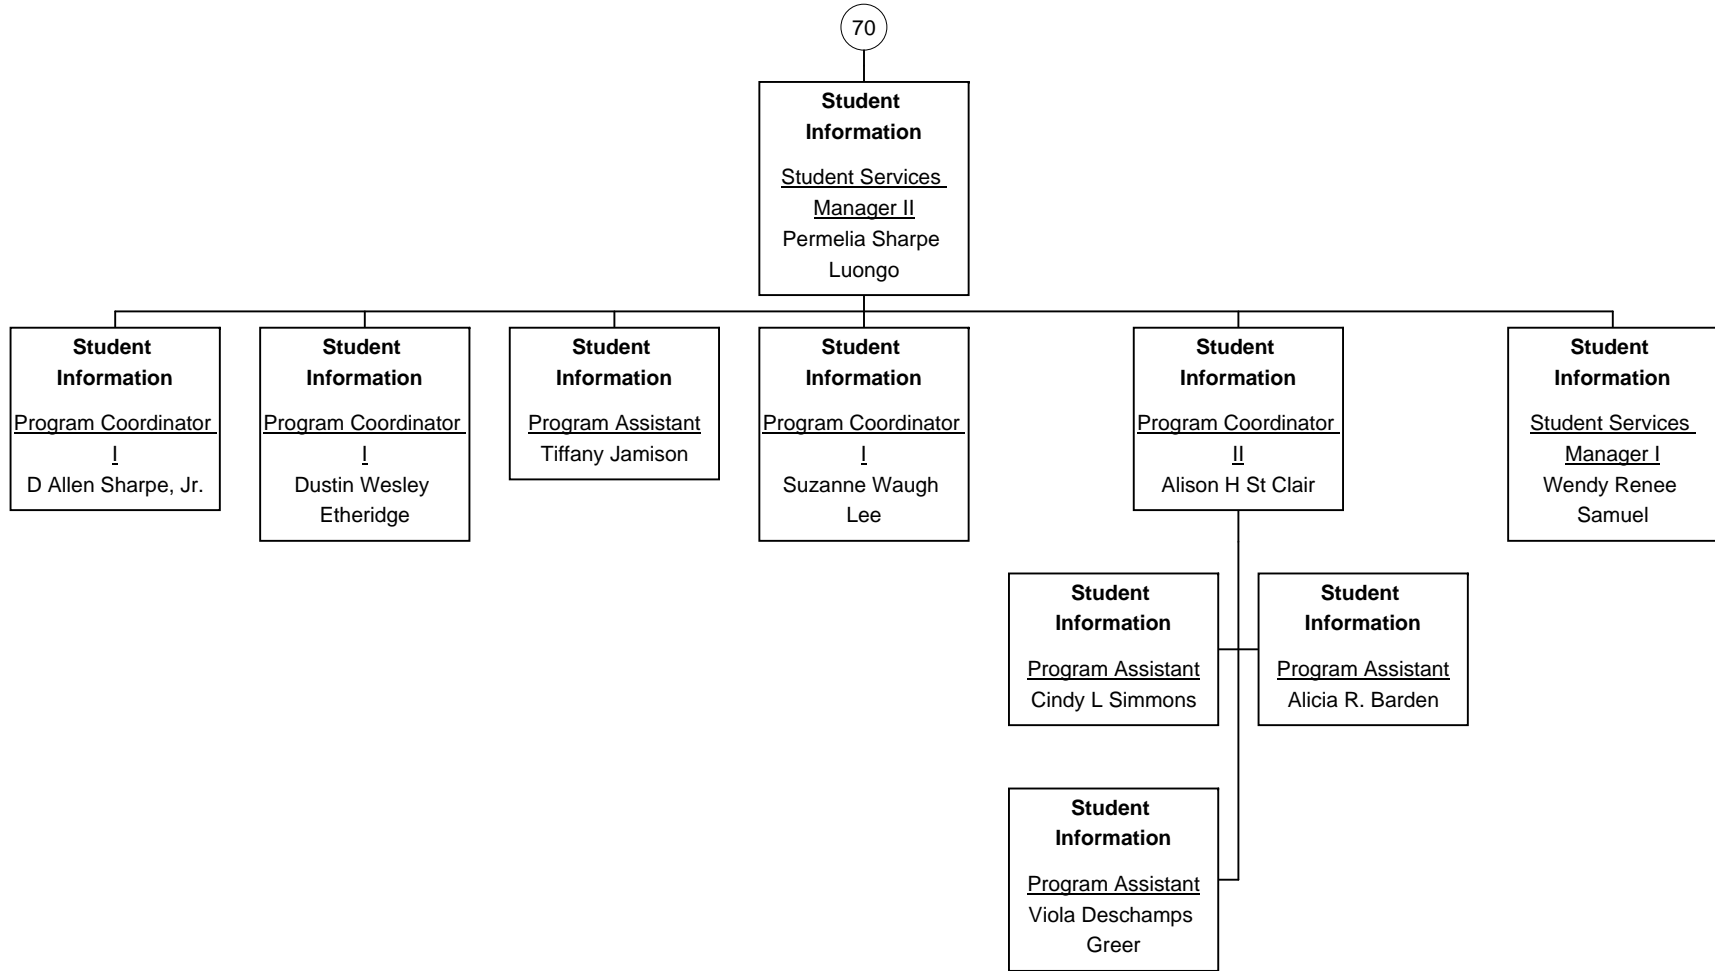 70
Student
Information
Student Services
Manager II
Permelia Sharpe
Luongo
Student
Information
Program Coordinator
I
D Allen Sharpe, Jr.
Student
Information
Program Coordinator
I
Dustin Wesley
Etheridge
Student
Information
Program Assistant
Tiffany Jamison
Student
Information
Program Coordinator
I
Suzanne Waugh
Lee
Student
Information
Program Coordinator
II
Alison H St Clair
Student
Information
Student Services
Manager I
Wendy Renee
Samuel
Student
Information
Program Assistant
Cindy L Simmons
Student
Information
Program Assistant
Alicia R. Barden
Student
Information
Program Assistant
Viola Deschamps
Greer